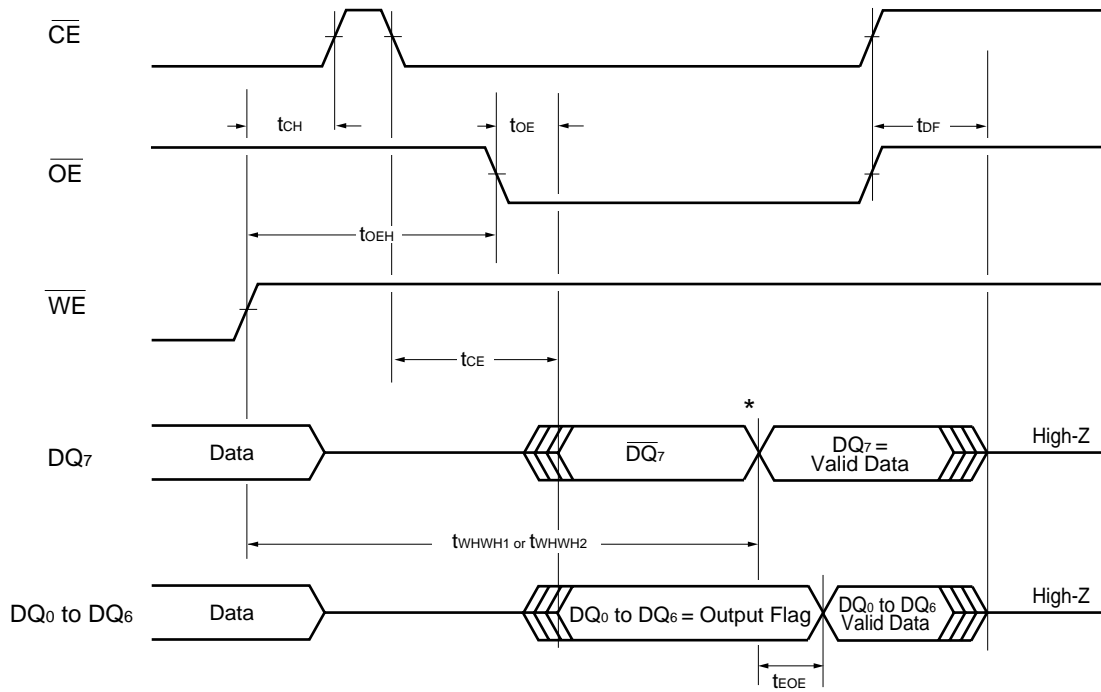 CE
tCH
tOE
tDF
OE
tOEH
WE
tCE
*
DQ7
Data
DQ7
DQ7 =
Valid Data
High-Z
tWHWH1 or tWHWH2
DQ0 to DQ6
Data
DQ0 to DQ6 = Output Flag
DQ0 to DQ6
Valid Data
High-Z
tEOE